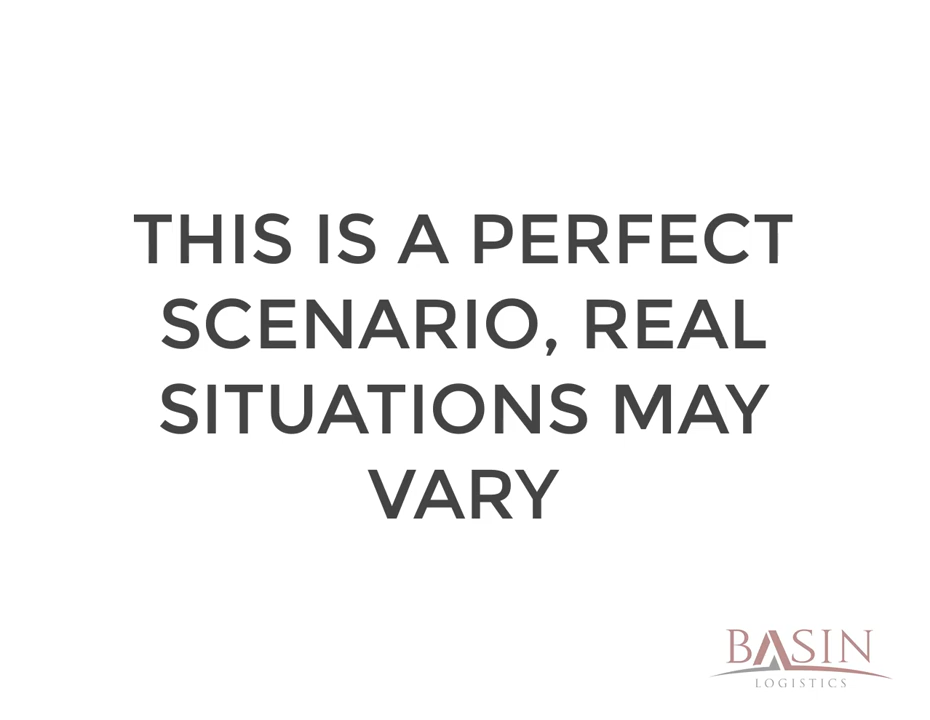 THIS IS A PERFECT
SCENARIO, REAL
SITUATIONS MAY
VARY
BASIN
LOGISTICS